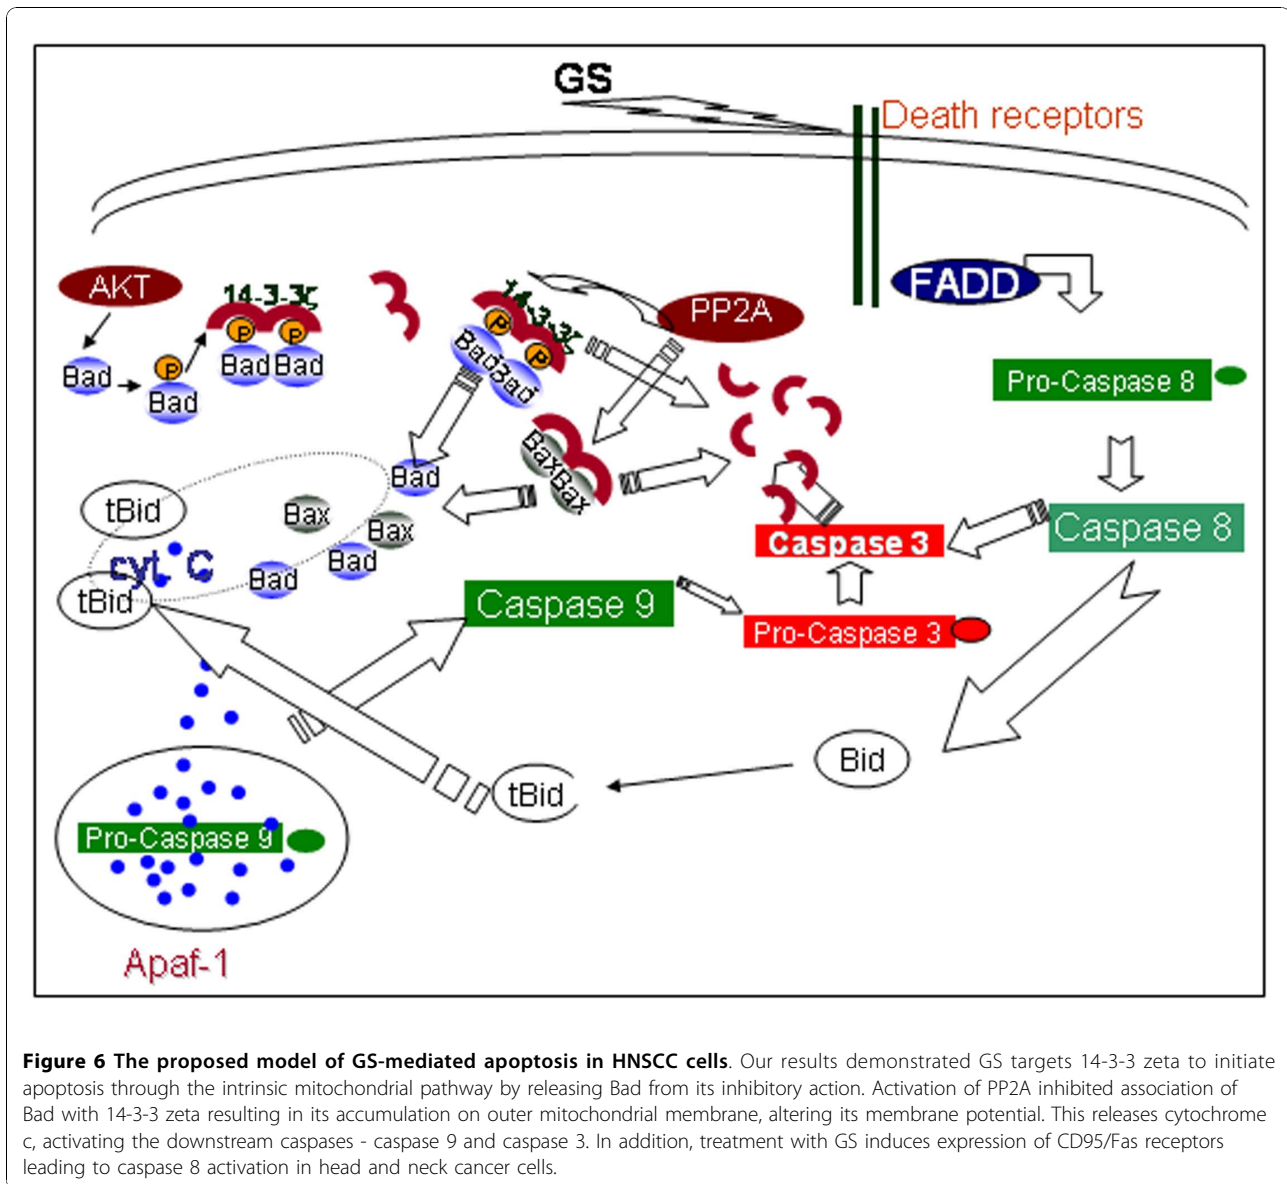 GS
Death receptors
AKT
14-3-3ζ
14-3-3ζ
PP2A
FADD
P
P
P
P
P
Bad
Bad
Bad Bad
Bad Bad
Pro-Caspase 8
Bax Bax
Bad
tBid
Bax
Bax
Caspase 3
Caspase 8
cyt. C
Bad
Bad
tBid
Caspase 9
Pro-Caspase 3
Bid
tBid
Pro-Caspase 9
Apaf-1
Figure 6 The proposed model of GS-mediated apoptosis in HNSCC cells. Our results demonstrated GS targets 14-3-3 zeta to initiate
apoptosis through the intrinsic mitochondrial pathway by releasing Bad from its inhibitory action. Activation of PP2A inhibited association of
Bad with 14-3-3 zeta resulting in its accumulation on outer mitochondrial membrane, altering its membrane potential. This releases cytochrome
c, activating the downstream caspases - caspase 9 and caspase 3. In addition, treatment with GS induces expression of CD95/Fas receptors
leading to caspase 8 activation in head and neck cancer cells.